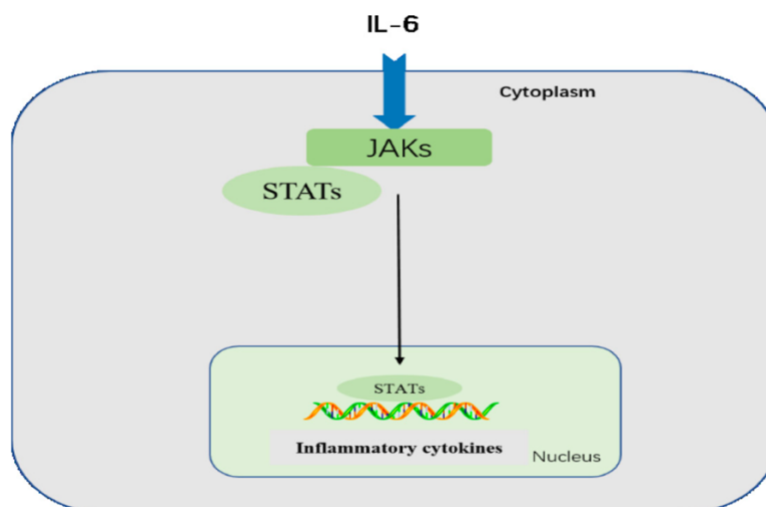 IL-6
Cytoplasm
JAKs
STATs
STATs
Inflammatory cytokines
Nucleus